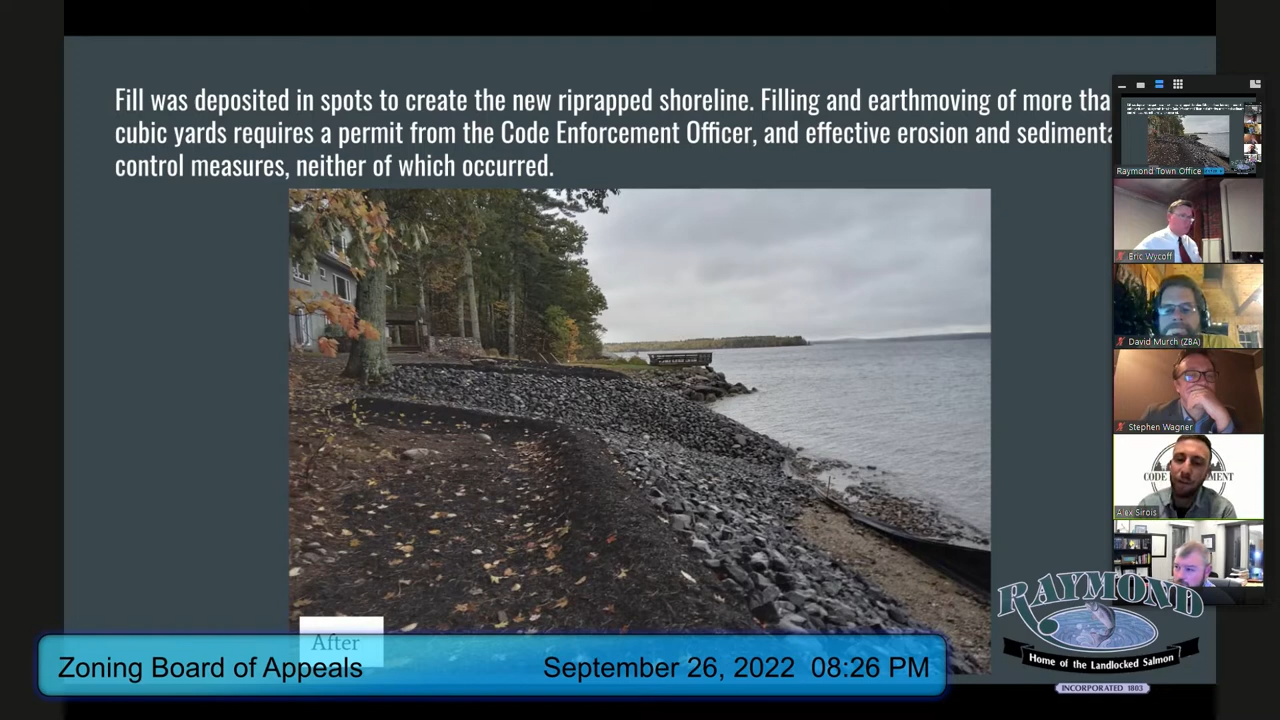 Fill was deposited in spots to create the new riprapped shoreline. Filling and earthmoving of more tha
cubic yards requires a permit from the Code Enforcement Officer, and effective erosion and sedimenta
control measures, neither of which occurred.
Raymond Town Office
Eric Wycoff
David Murch (ZBA)
Stephen Wagner
CODE
Alex Sirois
After
RAYMOND
Home of the Landlocked Salmon
INCORPORATED 1803
Zoning Board of Appeals September 26, 2022 08:26 PM